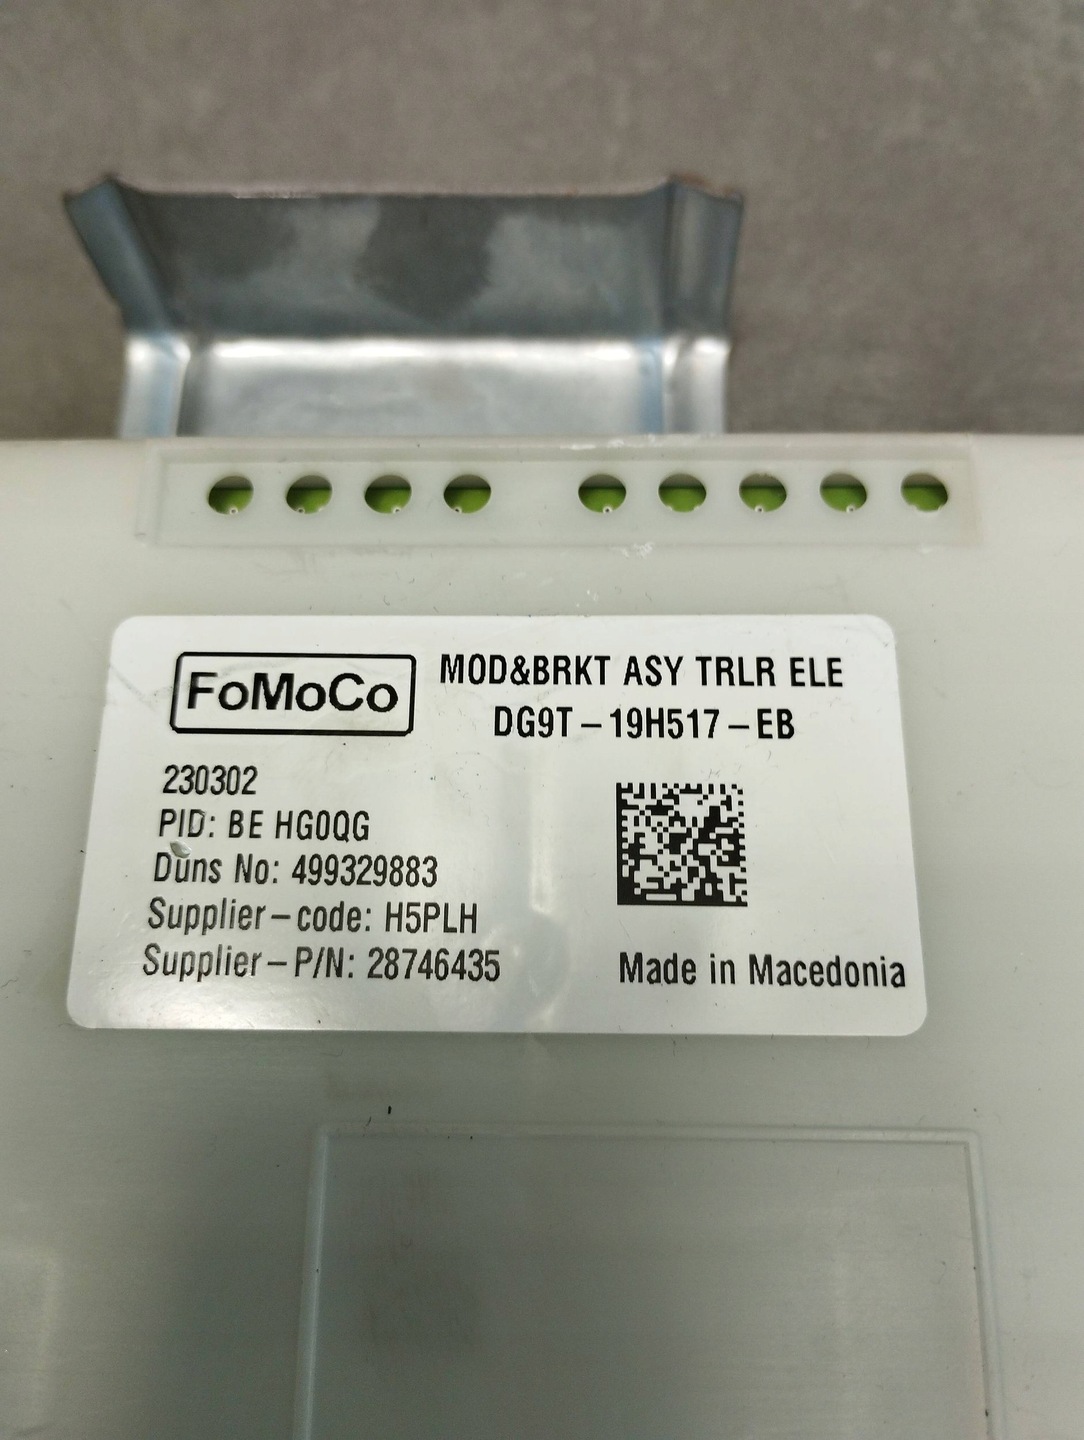 FoMoCo
MOD&BRKT ASY TRLR ELE
DG9T-19H517-EB
230302
PID: BE HG0QG
Duns No: 499329883
Supplier-code: H5PLH
Supplier-P/N: 28746435
Made in Macedonia